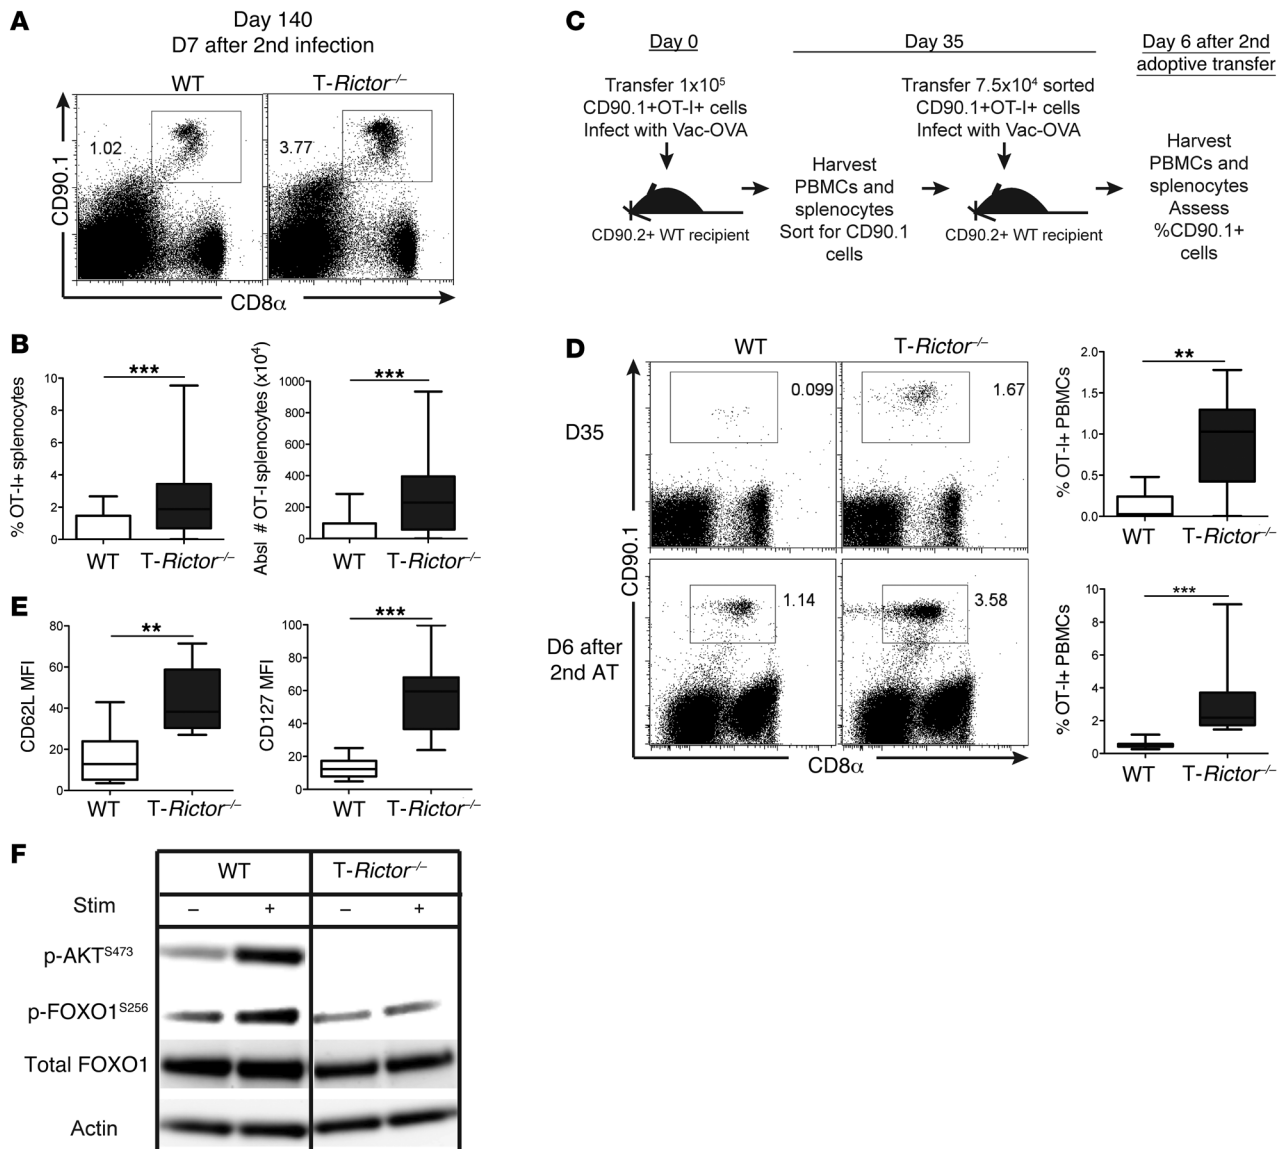 A
Day 140
D7 after 2nd infection
WT
T-Rictor–/–
1.02
3.77
CD90.1
CD8α
B
% OT-I+ splenocytes
10
8
6
4
2
0
***
WT
T-Rictor–/–
Absl # OT-I splenocytes (x10⁴)
1000
800
600
400
200
0
***
WT
T-Rictor–/–
C
Day 0
Day 35
Day 6 after 2nd
adoptive transfer
Transfer 1x10⁵
CD90.1+OT-I+ cells
Infect with Vac-OVA
CD90.2+ WT recipient
Harvest
PBMCs and
splenocytes
Sort for CD90.1
cells
Transfer 7.5x10⁴ sorted
CD90.1+OT-I+ cells
Infect with Vac-OVA
CD90.2+ WT recipient
Harvest
PBMCs and
splenocytes
Assess
%CD90.1+
cells
D
WT
T-Rictor–/–
D35
0.099
1.67
D6 after
2nd AT
1.14
3.58
CD90.1
CD8α
% OT-I+ PBMCs
2.0
1.5
1.0
0.5
0.0
**
WT
T-Rictor–/–
% OT-I+ PBMCs
10
8
6
4
2
0
***
WT
T-Rictor–/–
E
CD62L MFI
80
60
40
20
0
**
WT
T-Rictor–/–
CD127 MFI
100
80
60
40
20
0
***
WT
T-Rictor–/–
F
WT
T-Rictor–/–
Stim
–
+
–
+
p-AKTS473
p-FOXO1S256
Total FOXO1
Actin